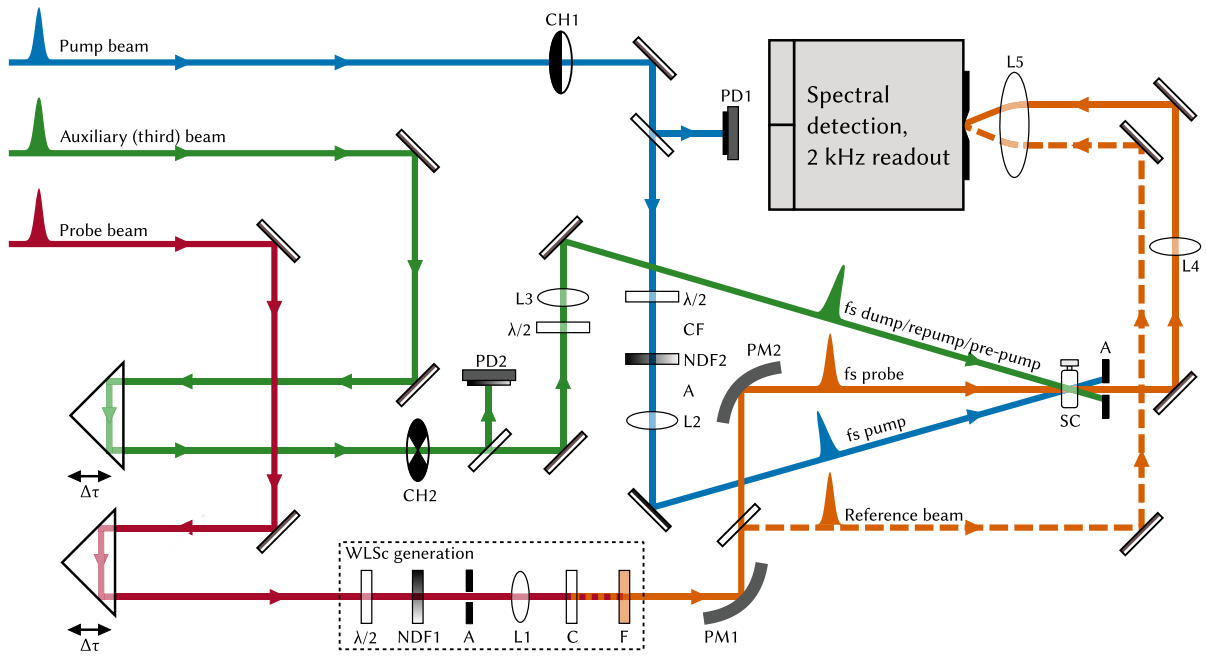 CH1
Pump beam
L5
PD1
Spectral
detection,
2 kHz readout
Auxiliary (third) beam
Probe beam
L4
L3
λ/2
λ/2
CF
NDF2
A
L2
fs dump/repump/pre-pump
PM2
fs probe
A
SC
fs pump
PD2
CH2
Δτ
Reference beam
WLSc generation
λ/2
NDF1
A
L1
C
F
PM1
Δτ